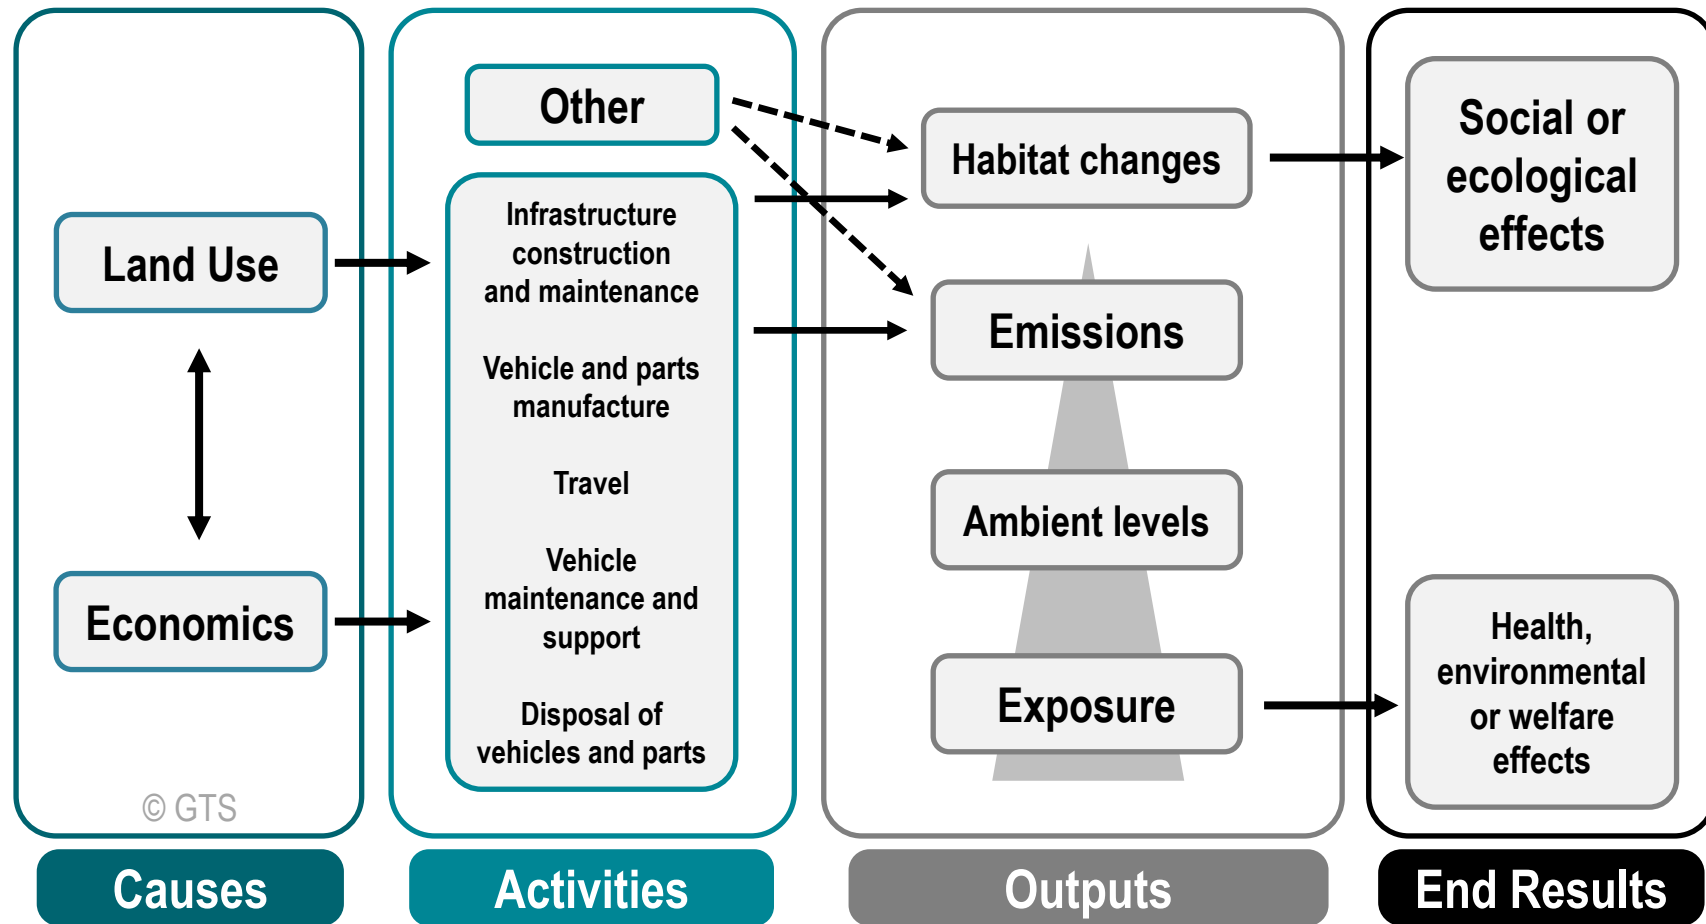 Land Use
Economics
© GTS
Causes
Other
Infrastructure
construction
and maintenance
Vehicle and parts
manufacture
Travel
Vehicle
maintenance and
support
Disposal of
vehicles and parts
Activities
Habitat changes
Emissions
Ambient levels
Exposure
Outputs
Social or
ecological
effects
Health,
environmental
or welfare
effects
End Results